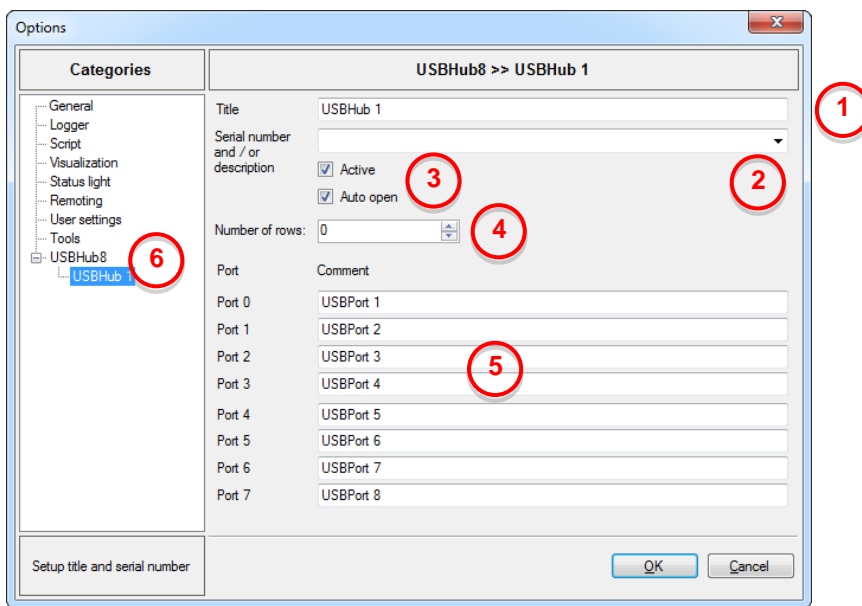 Options
x
Categories
USBHub8 >> USBHub 1
General
Logger
Script
Visualization
Status light
Remoting
User settings
Tools
USBHub8
USBHub 1
6
Title
USBHub 1
1
Serial number
and / or
description
2
Active
Auto open
3
Number of rows:
0
4
Port
Comment
Port 0
USBPort 1
Port 1
USBPort 2
Port 2
USBPort 3
Port 3
USBPort 4
5
Port 4
USBPort 5
Port 5
USBPort 6
Port 6
USBPort 7
Port 7
USBPort 8
Setup title and serial number
OK
Cancel